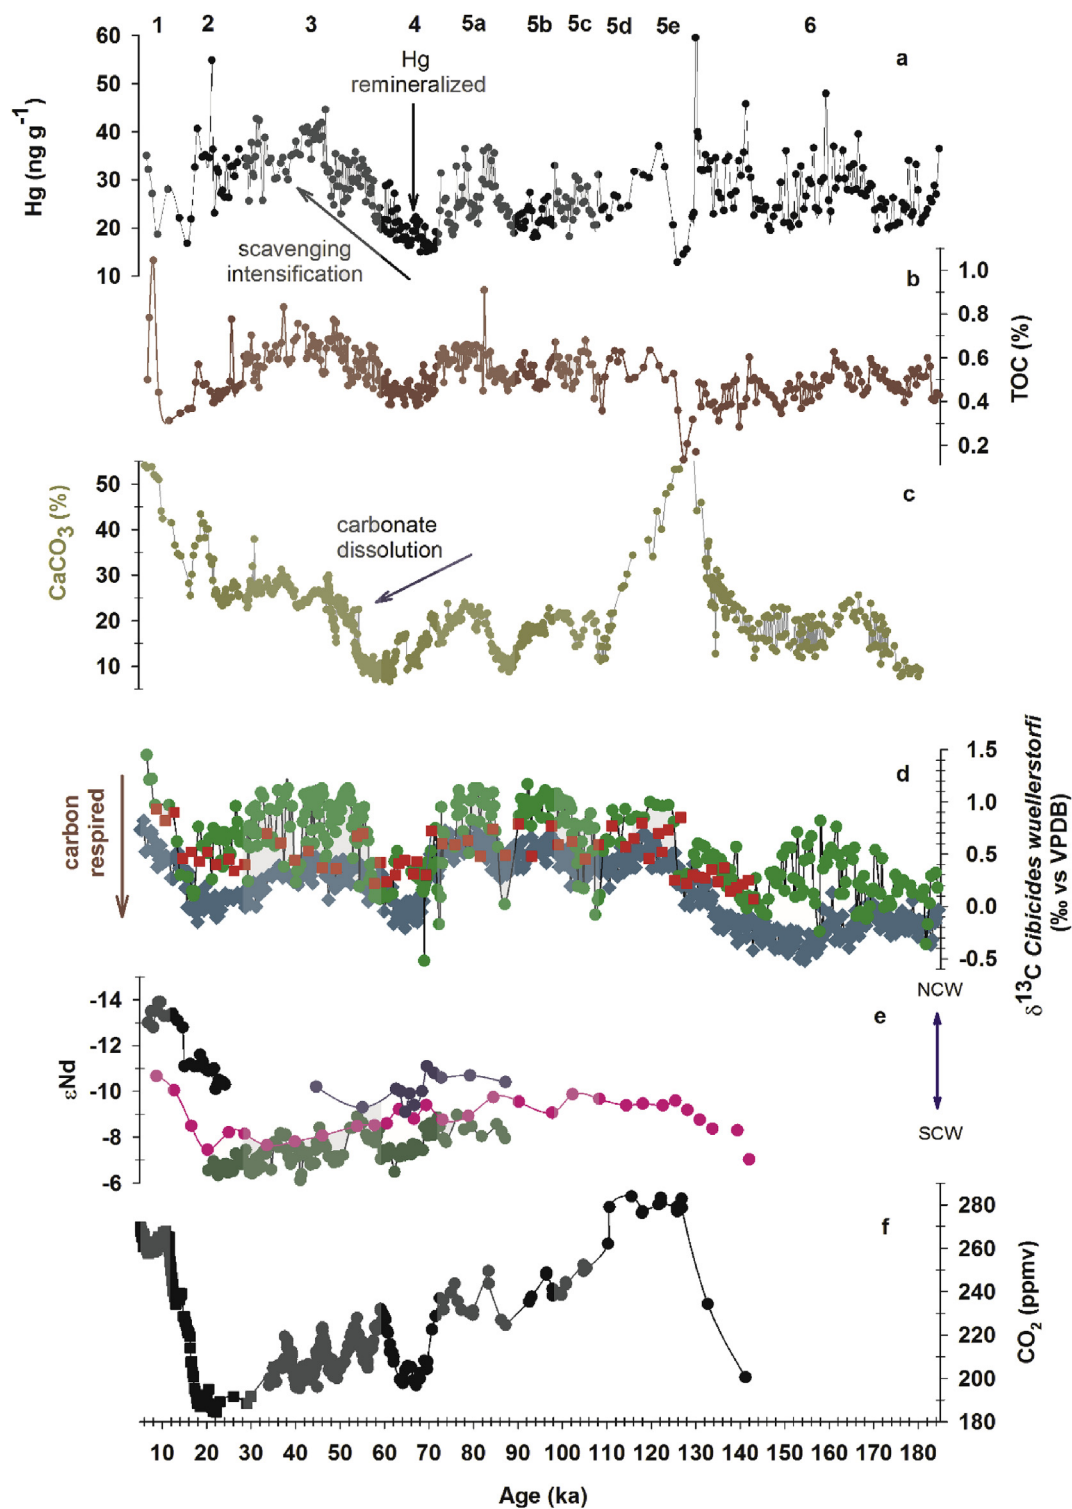 1 2 3 4 5a 5b 5c 5d 5e 6
60
50
40
30
20
10
Hg (ng g⁻¹)
a
Hg
remineralized
scavenging
intensification
b
1.0
0.8
0.6
0.4
0.2
TOC (%)
50
40
30
20
10
CaCO₃ (%)
c
carbonate
dissolution
carbon
respired
d
1.5
1.0
0.5
0.0
-0.5
δ¹³C Cibicides wuellerstorfi
(‰ vs VPDB)
-14
-12
-10
-8
-6
εNd
e
NCW
SCW
f
280
260
240
220
200
180
CO₂ (ppmv)
10 20 30 40 50 60 70 80 90 100 110 120 130 140 150 160 170 180
Age (ka)